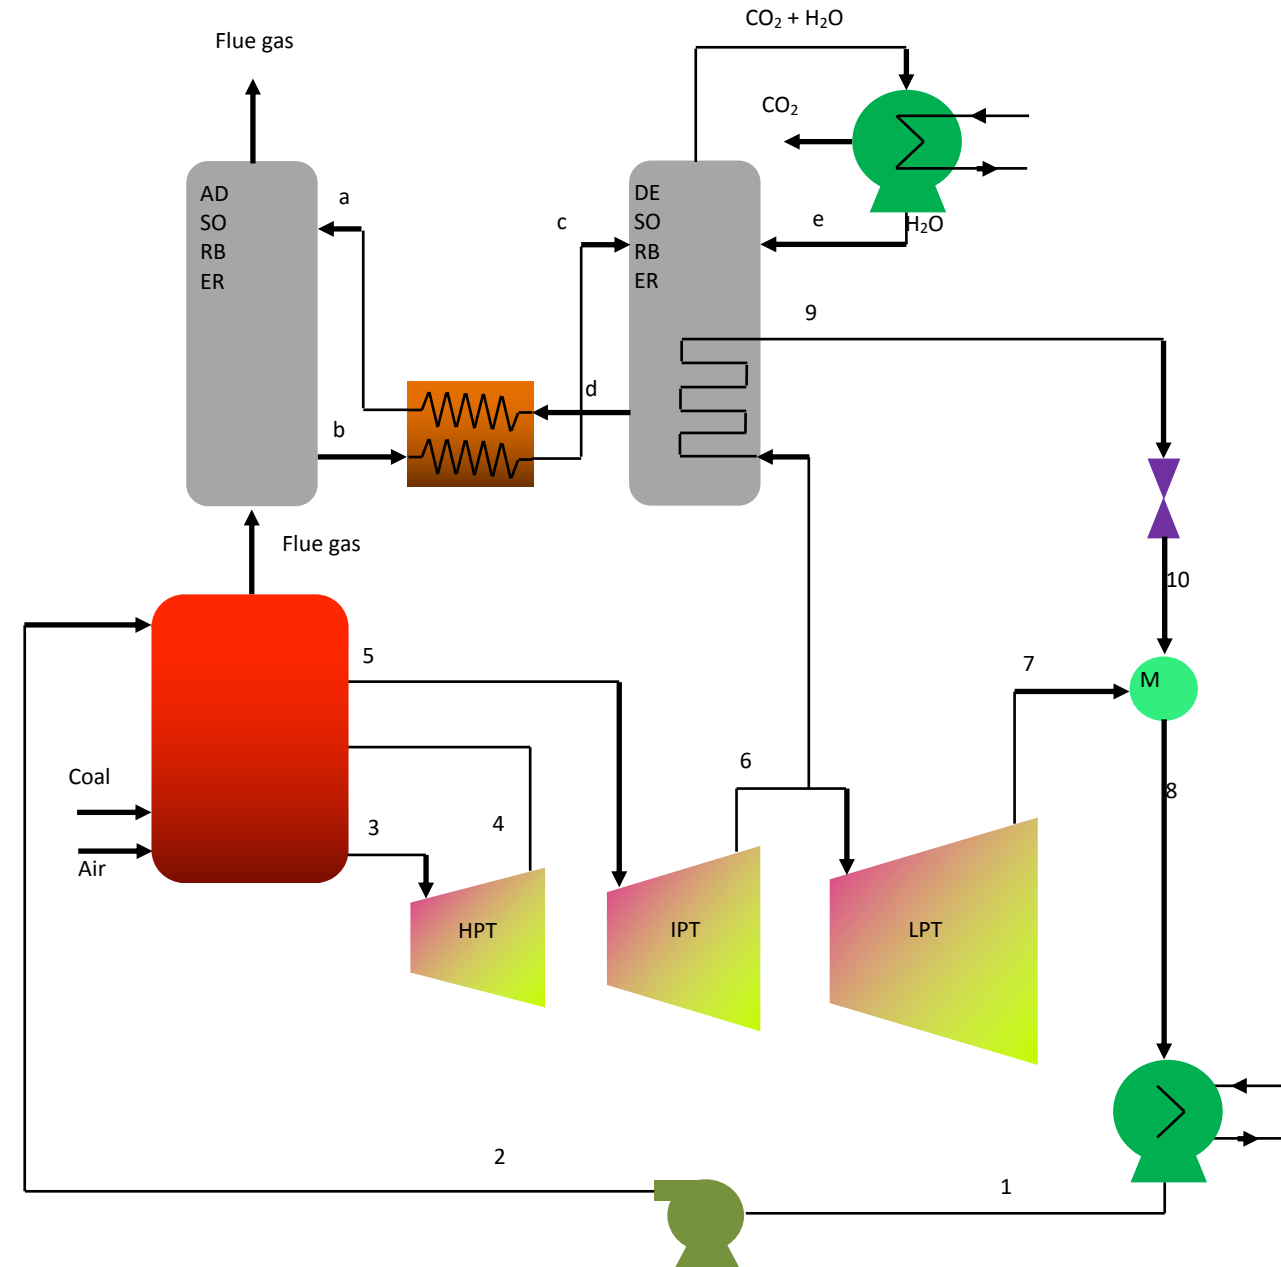 CO₂ + H₂O
Flue gas
CO₂
AD
SO
RB
ER
a
DE
SO
RB
ER
c
e
H₂O
9
d
b
Flue gas
10
5
7
M
6
Coal
8
3
4
Air
HPT
IPT
LPT
2
1